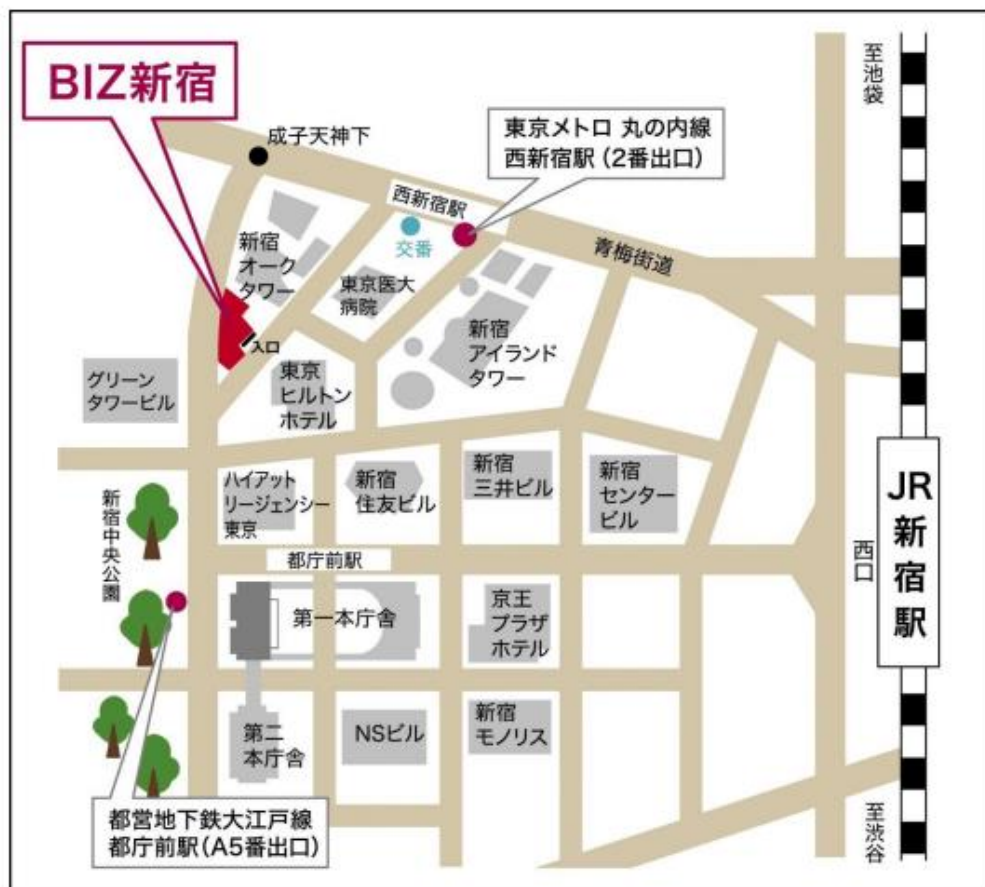 BIZ新宿
成子天神下
東京メトロ 丸の内線
西新宿駅(2番出口)
至池袋
西新宿駅
交番
青梅街道
新宿
オーク
タワー
東京医大
病院
新宿
アイランド
タワー
入口
グリーン
タワービル
東京
ヒルトン
ホテル
ハイアット
リージェンシー
東京
新宿
住友ビル
新宿
三井ビル
新宿
センター
ビル
JR新宿駅
西口
新宿中央公園
都庁前駅
第一本庁舎
京王
プラザ
ホテル
第二
本庁舎
NSビル
新宿
モノリス
都営地下鉄大江戸線
都庁前駅(A5番出口)
至渋谷